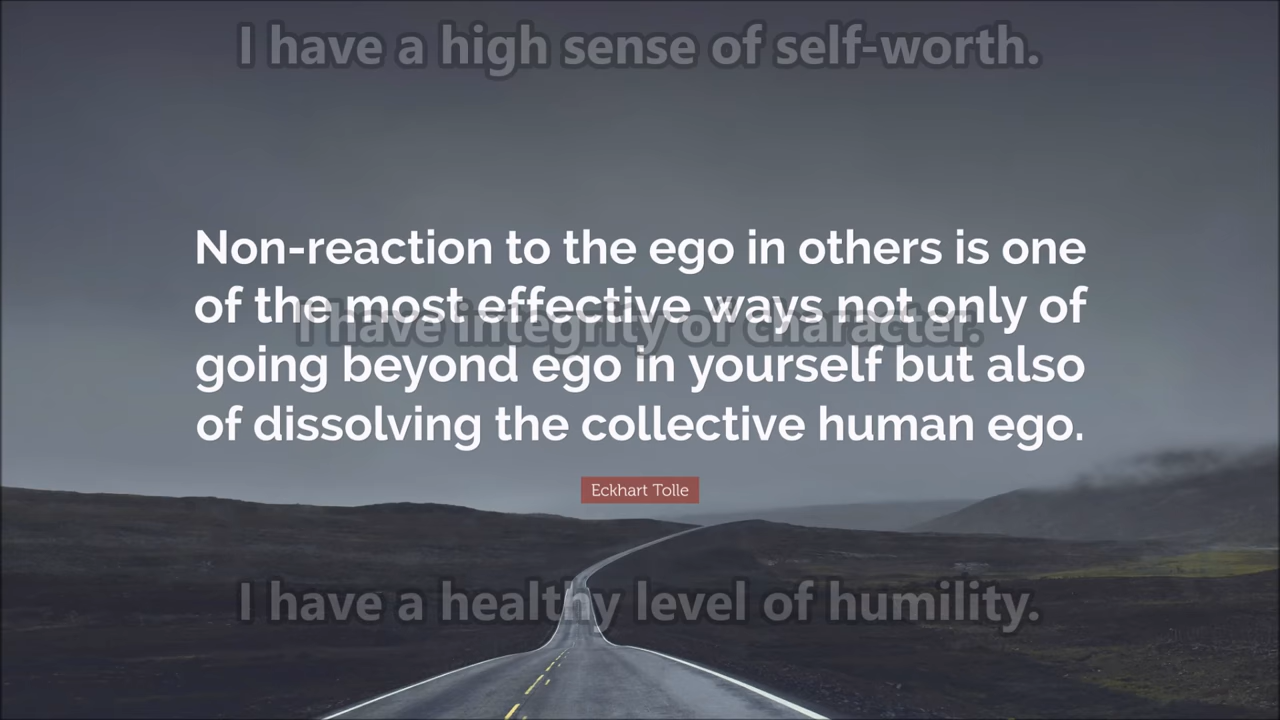 I have a high sense of self-worth.
Non-reaction to the ego in others is one
of the most effective ways not only of
I have integrity of character.
going beyond ego in yourself but also
of dissolving the collective human ego.
Eckhart Tolle
I have a healthy level of humility.